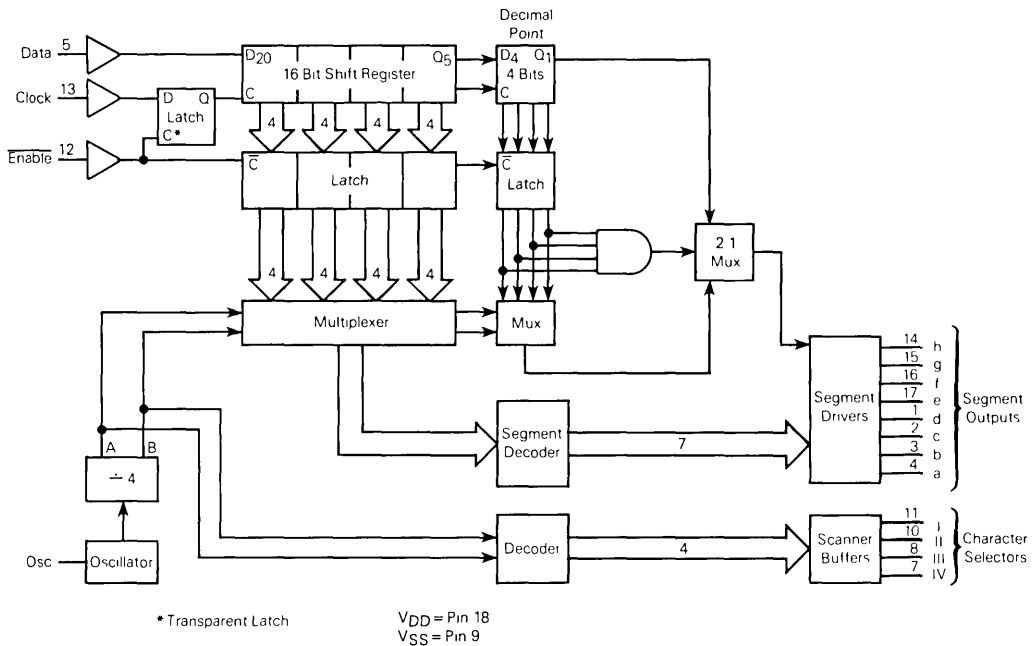 Decimal
Point
Data 5
D20 Q5
16 Bit Shift Register
C
D4 Q1
4 Bits
C
Clock 13
D Q
Latch
C*
4 4 4 4
Enable 12
C
Latch
C
Latch
4 4 4 4
2 1
Mux
Multiplexer
Mux
A B
÷ 4
Osc
Oscillator
Segment
Decoder
7
Segment
Drivers
14 h
15 g
16 f
17 e
1 d
2 c
3 b
4 a
Segment
Outputs
Decoder
4
Scanner
Buffers
11 I
10 II
8 III
7 IV
Character
Selectors
* Transparent Latch
VDD = Pin 18
VSS = Pin 9